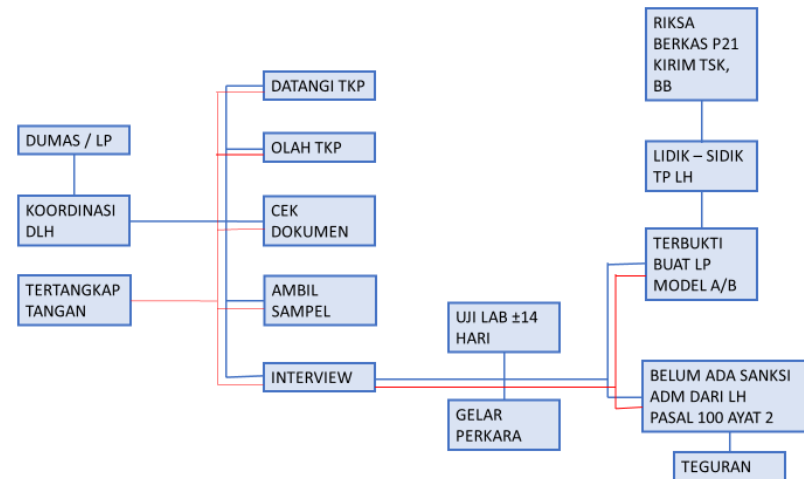 DUMAS / LP
KOORDINASI
DLH
TERTANGKAP
TANGAN
DATANGI TKP
OLAH TKP
CEK
DOKUMEN
AMBIL
SAMPEL
INTERVIEW
UJI LAB ±14
HARI
GELAR
PERKARA
RIKSA
BERKAS P21
KIRIM TSK,
BB
LIDIK – SIDIK
TP LH
TERBUKTI
BUAT LP
MODEL A/B
BELUM ADA SANKSI
ADM DARI LH
PASAL 100 AYAT 2
TEGURAN